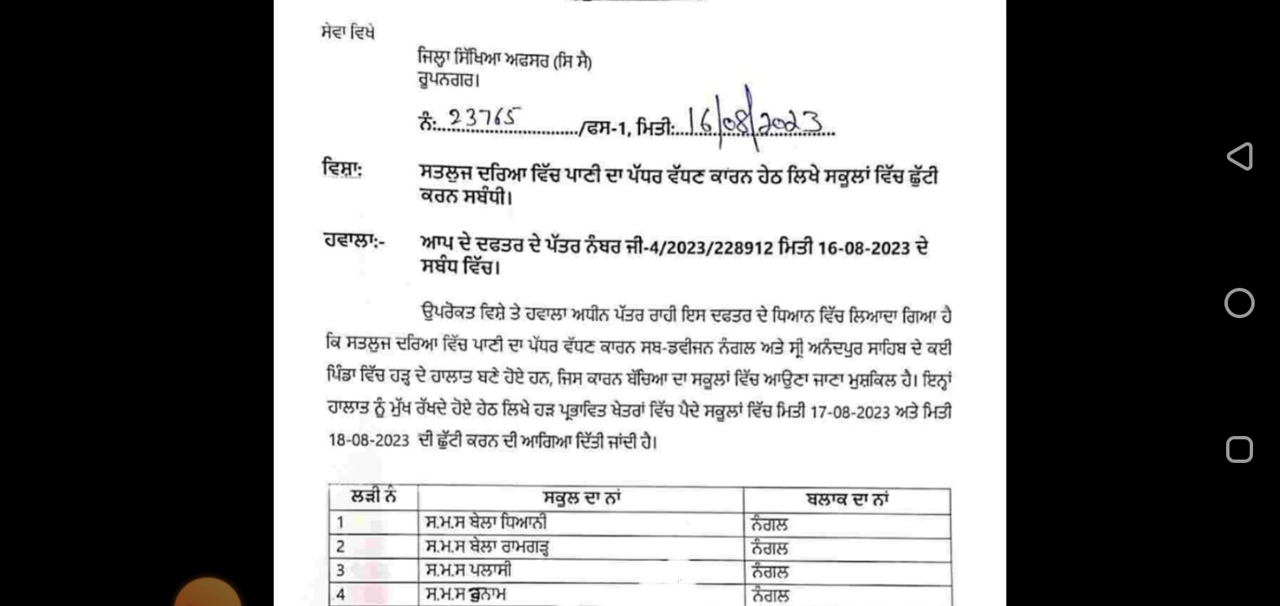 ਸੇਵਾ ਵਿਖੇ
ਜਿਲ੍ਹਾ ਸਿੱਖਿਆ ਅਫਸਰ (ਸਿ ਸੈ)
ਰੂਪਨਗਰ।
ਨੰ:. 23765 ............/ਫਸ-1, ਮਿਤੀ:...16/08/2023
ਵਿਸ਼ਾ: ਸਤਲੁਜ ਦਰਿਆ ਵਿੱਚ ਪਾਣੀ ਦਾ ਪੱਧਰ ਵੱਧਣ ਕਾਰਨ ਹੇਠ ਲਿਖੇ ਸਕੂਲਾਂ ਵਿੱਚ ਛੁੱਟੀ
ਕਰਨ ਸਬੰਧੀ।
ਹਵਾਲਾ:- ਆਪ ਦੇ ਦਫਤਰ ਦੇ ਪੱਤਰ ਨੰਬਰ ਜੀ-4/2023/228912 ਮਿਤੀ 16-08-2023 ਦੇ
ਸਬੰਧ ਵਿੱਚ।
ਉਪਰੋਕਤ ਵਿਸ਼ੇ ਤੇ ਹਵਾਲਾ ਅਧੀਨ ਪੱਤਰ ਰਾਹੀ ਇਸ ਦਫਤਰ ਦੇ ਧਿਆਨ ਵਿੱਚ ਲਿਆਦਾ ਗਿਆ ਹੈ
ਕਿ ਸਤਲੁਜ ਦਰਿਆ ਵਿੱਚ ਪਾਣੀ ਦਾ ਪੱਧਰ ਵੱਧਣ ਕਾਰਨ ਸਬ-ਡਵੀਜਨ ਨੰਗਲ ਅਤੇ ਸ੍ਰੀ ਅਨੰਦਪੁਰ ਸਾਹਿਬ ਦੇ ਕਈ
ਪਿੰਡਾ ਵਿੱਚ ਹੜ੍ਹ ਦੇ ਹਾਲਾਤ ਬਣੇ ਹੋਏ ਹਨ, ਜਿਸ ਕਾਰਨ ਬੱਚਿਆ ਦਾ ਸਕੂਲਾਂ ਵਿੱਚ ਆਉਣਾ ਜਾਣਾ ਮੁਸ਼ਕਿਲ ਹੈ। ਇਨ੍ਹਾਂ
ਹਾਲਾਤ ਨੂੰ ਮੁੱਖ ਰੱਖਦੇ ਹੋਏ ਹੇਠ ਲਿਖੇ ਹੜ ਪ੍ਰਭਾਵਿਤ ਖੇਤਰਾਂ ਵਿੱਚ ਪੈਦੇ ਸਕੂਲਾਂ ਵਿੱਚ ਮਿਤੀ 17-08-2023 ਅਤੇ ਮਿਤੀ
18-08-2023 ਦੀ ਛੁੱਟੀ ਕਰਨ ਦੀ ਆਗਿਆ ਦਿੱਤੀ ਜਾਂਦੀ ਹੈ।
ਲੜੀ ਨੰ ਸਕੂਲ ਦਾ ਨਾਂ ਬਲਾਕ ਦਾ ਨਾਂ
1 ਸ.ਮ.ਸ ਬੇਲਾ ਧਿਆਨੀ ਨੰਗਲ
2 ਸ.ਮ.ਸ ਬੇਲਾ ਰਾਮਗੜ੍ਹ ਨੰਗਲ
3 ਸ.ਮ.ਸ ਪਲਾਸੀ ਨੰਗਲ
4 ਸ.ਮ.ਸ ਨੰਗਲ